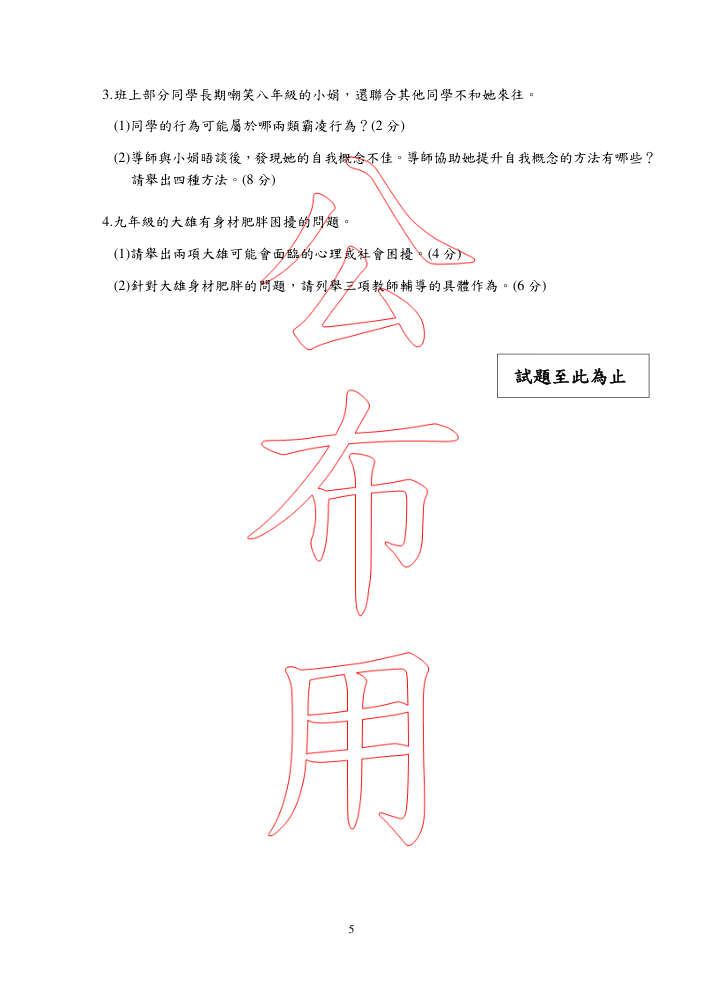 3.班上部分同學長期嘲笑八年級的小娟，還聯合其他同學不和她來往。
(1)同學的行為可能屬於哪兩類霸凌行為？(2 分)
(2)導師與小娟晤談後，發現她的自我概念不佳。導師協助她提升自我概念的方法有哪些？
請舉出四種方法。(8 分)
4.九年級的大雄有身材肥胖困擾的問題。
(1)請舉出兩項大雄可能會面臨的心理或社會困擾。(4 分)
(2)針對大雄身材肥胖的問題，請列舉三項教師輔導的具體作為。(6 分)
試題至此為止
公
布
用
5